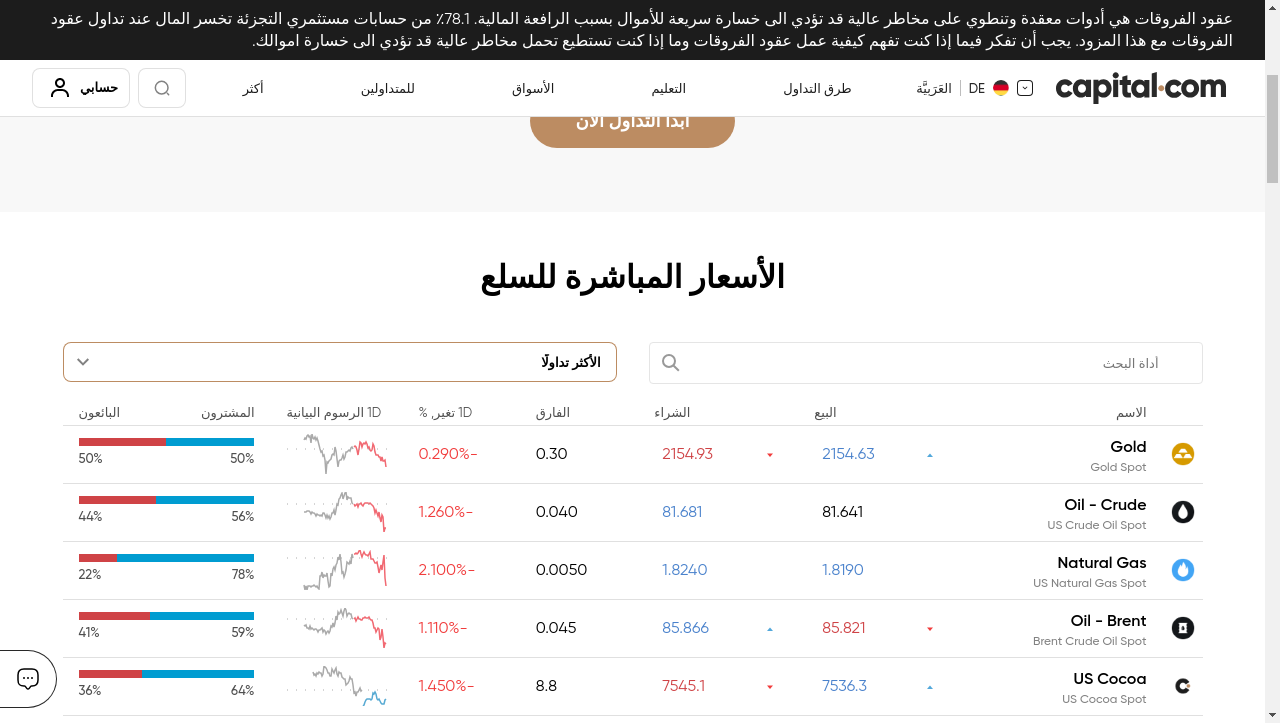 عقود الفروقات هي أدوات معقدة وتنطوي على مخاطر عالية قد تؤدي الى خسارة سريعة للأموال بسبب الرافعة المالية. 78.1٪ من حسابات مستثمري التجزئة تخسر المال عند تداول عقود
الفروقات مع هذا المزود. يجب أن تفكر فيما إذا كنت تفهم كيفية عمل عقود الفروقات وما إذا كنت تستطيع تحمل مخاطر عالية قد تؤدي الى خسارة اموالك.
capital.com
DE العَرَبيَّة
طرق التداول
التعليم
الأسواق
للمتداولين
أكثر
حسابي
ابدأ التداول الآن
الأسعار المباشرة للسلع
أداة البحث
الأكثر تداولًا
الاسم البيع الشراء الفارق 1D تغير, % 1D الرسوم البيانية المشترون البائعون
Gold 2154.63 2154.93 0.30 0.290%- 50% 50%
Gold Spot
Oil - Crude 81.641 81.681 0.040 1.260%- 56% 44%
US Crude Oil Spot
Natural Gas 1.8190 1.8240 0.0050 2.100%- 78% 22%
US Natural Gas Spot
Oil - Brent 85.821 85.866 0.045 1.110%- 59% 41%
Brent Crude Oil Spot
US Cocoa 7536.3 7545.1 8.8 1.450%- 64% 36%
US Cocoa Spot